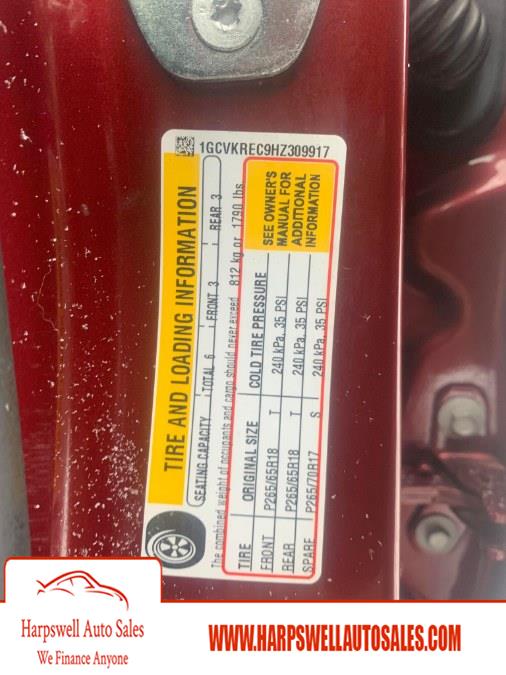 1GCVKREC9HZ309917
TIRE AND LOADING INFORMATION
SEATING CAPACITY TOTAL 6 FRONT 3 REAR 3
The combined weight of occupants and cargo should never exceed 812 kg or 1790 lbs.
TIRE ORIGINAL SIZE COLD TIRE PRESSURE
FRONT P265/65R18 T 240 kPa, 35 PSI
REAR P265/65R18 T 240 kPa, 35 PSI
SPARE P265/70R17 S 240 kPa, 35 PSI
SEE OWNER'S
MANUAL FOR
ADDITIONAL
INFORMATION
Harpswell Auto Sales
We Finance Anyone
WWW.HARPSWELLAUTOSALES.COM